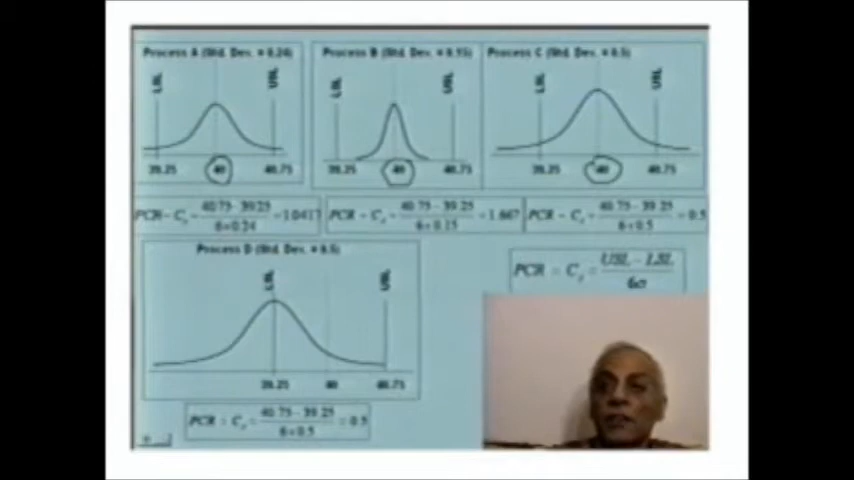 Process A (Std. Dev. = 0.24)
LSL
USL
39.25 40 40.75
Process B (Std. Dev. = 0.15)
LSL
USL
39.25 40 40.75
Process C (Std. Dev. = 0.5)
LSL
USL
39.25 40 40.75
PCR = Cp = 40.75 - 39.25 / 6×0.24 = 1.0417
PCR = Cp = 40.75 - 39.25 / 6×0.15 = 1.667
PCR = Cp = 40.75 - 39.25 / 6×0.5 = 0.5
Process D (Std. Dev. = 0.5)
LSL
USL
39.25 40 40.75
PCR = Cp = 40.75 - 39.25 / 6×0.5 = 0.5
PCR = Cp = USL - LSL / 6σ